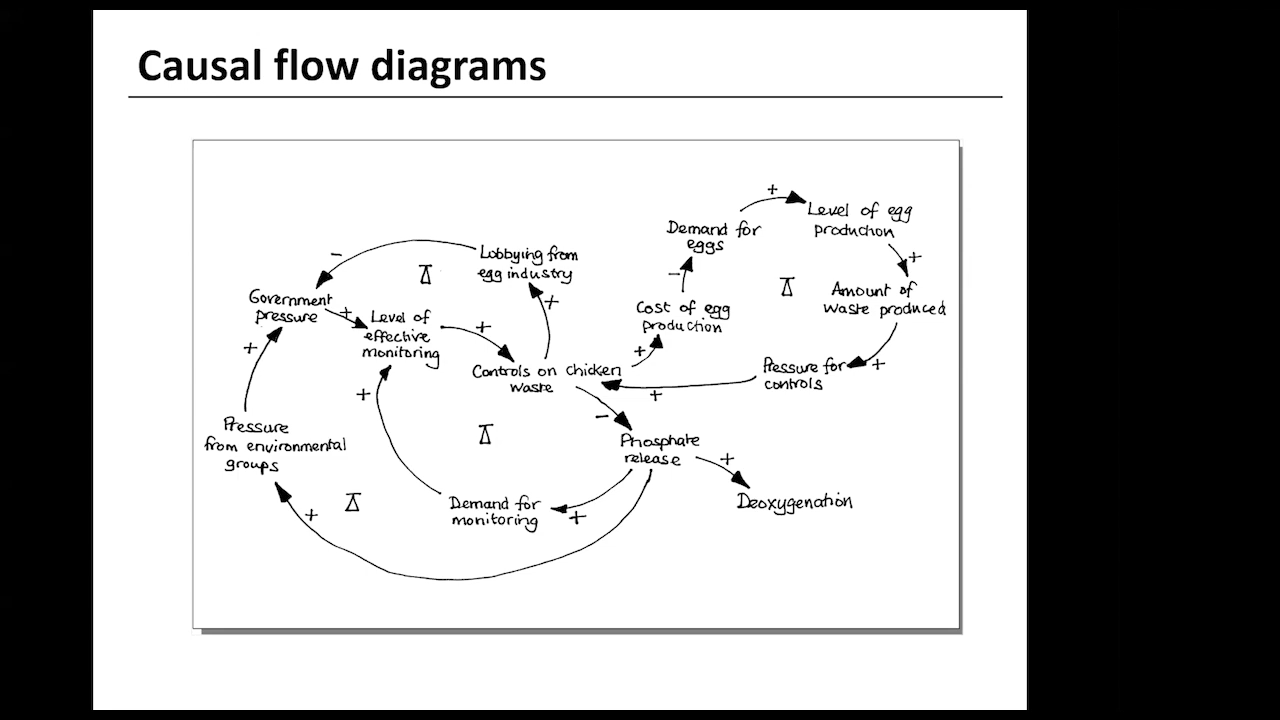 Causal flow diagrams
+
Level of egg
production
Demand for
eggs
+
-
Lobbying from
egg industry
-
Amount of
waste produced
Government
pressure
+
+
Cost of egg
production
Level of
effective
monitoring
+
+
+
Controls on chicken
waste
Pressure for
controls
+
+
+
-
Pressure
from environmental
groups
Phosphate
release
+
Demand for
monitoring
+
+
Deoxygenation